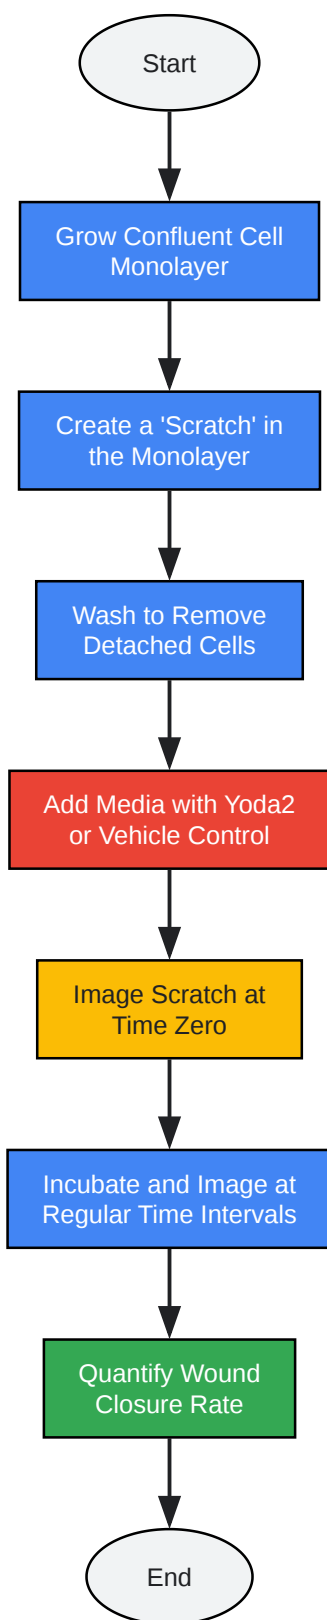 Start
Grow Confluent Cell
Monolayer
Create a 'Scratch' in
the Monolayer
Wash to Remove
Detached Cells
Add Media with Yoda2
or Vehicle Control
Image Scratch at
Time Zero
Incubate and Image at
Regular Time Intervals
Quantify Wound
Closure Rate
End